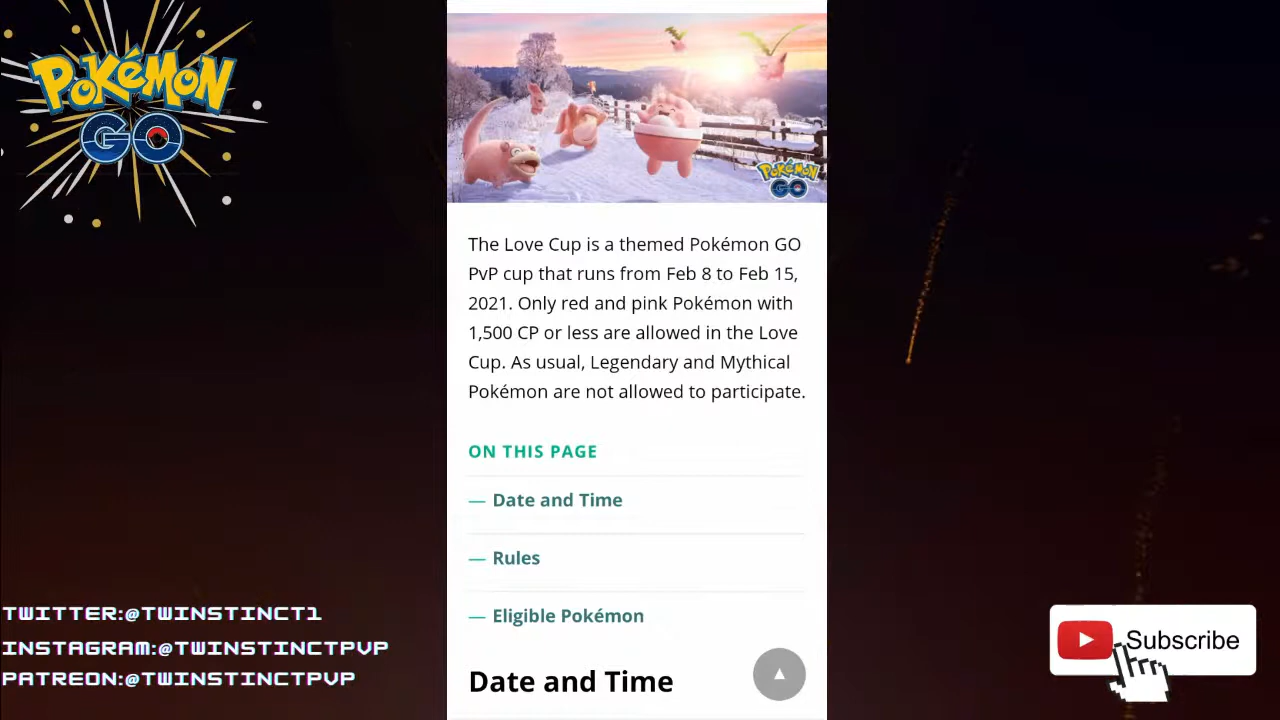 POKéMON
GO
POKéMON
GO
The Love Cup is a themed Pokémon GO
PvP cup that runs from Feb 8 to Feb 15,
2021. Only red and pink Pokémon with
1,500 CP or less are allowed in the Love
Cup. As usual, Legendary and Mythical
Pokémon are not allowed to participate.
ON THIS PAGE
— Date and Time
— Rules
— Eligible Pokémon
Date and Time
TWITTER:@TWINSTINCT1
INSTAGRAM:@TWINSTINCTPVP
PATREON:@TWINSTINCTPVP
Subscribe